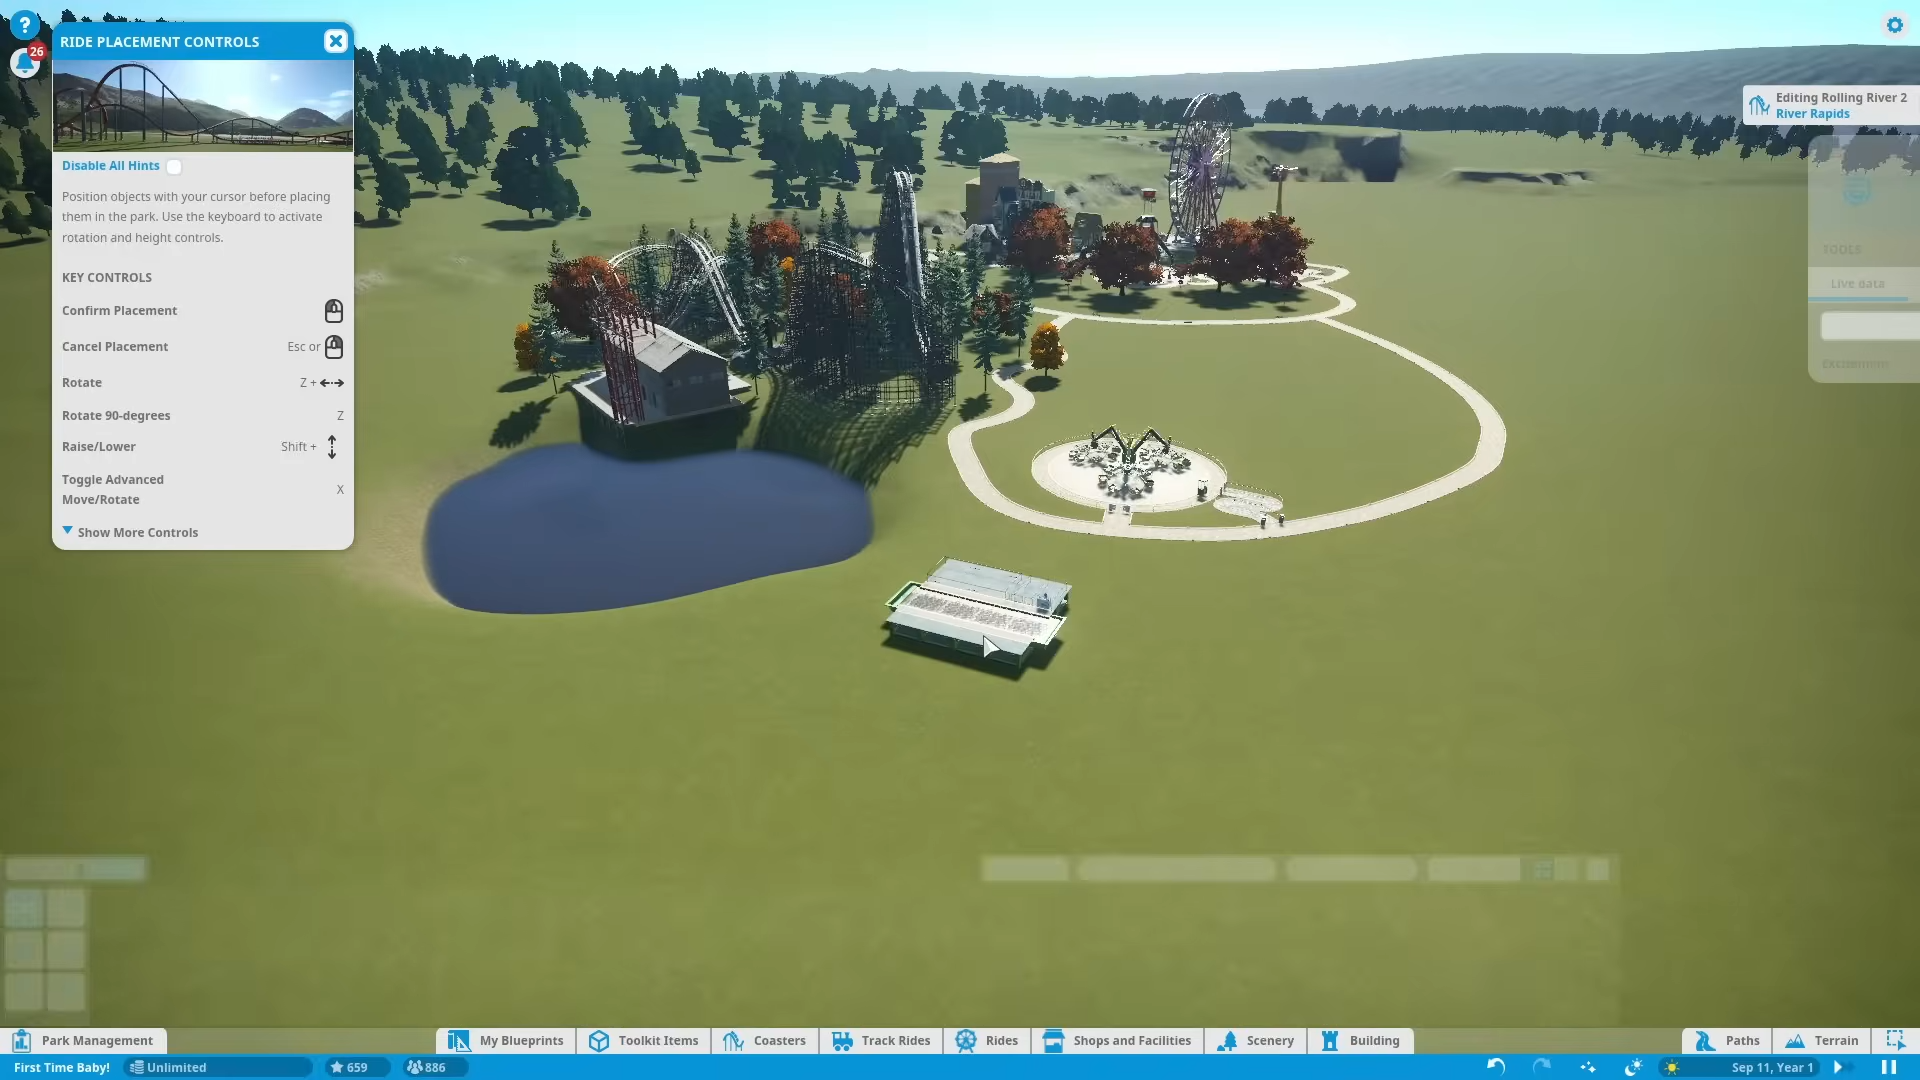 ?
26
RIDE PLACEMENT CONTROLS
Disable All Hints
Position objects with your cursor before placing
them in the park. Use the keyboard to activate
rotation and height controls.
KEY CONTROLS
Confirm Placement
Cancel Placement Esc or
Rotate Z +
Rotate 90-degrees Z
Raise/Lower Shift +
Toggle Advanced
Move/Rotate X
Show More Controls
Editing Rolling River 2
River Rapids
TOOLS
Live data
Park Management
My Blueprints
Toolkit Items
Coasters
Track Rides
Rides
Shops and Facilities
Scenery
Building
Paths
Terrain
First Time Baby!
Unlimited
659
886
Sep 11, Year 1